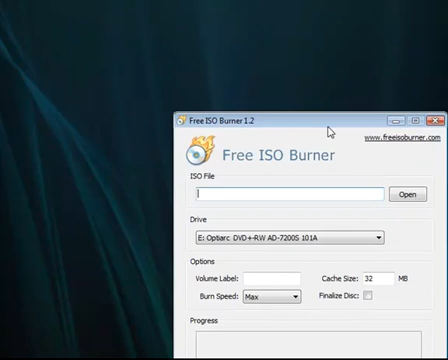 Free ISO Burner 1.2
www.freeisoburner.com
Free ISO Burner
ISO File
Open
Drive
E: Optiarc DVD+-RW AD-7200S 101A
Options
Volume Label: Cache Size: 32 MB
Burn Speed: Max Finalize Disc:
Progress